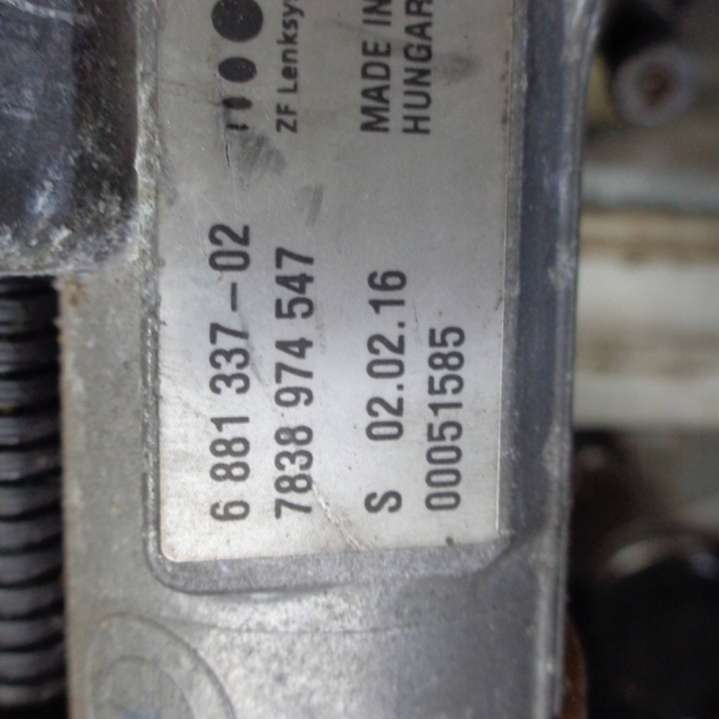 ZF Lenksy
MADE IN
HUNGAR
6 881 337-02
7838 974 547
S 02.02.16
00051585